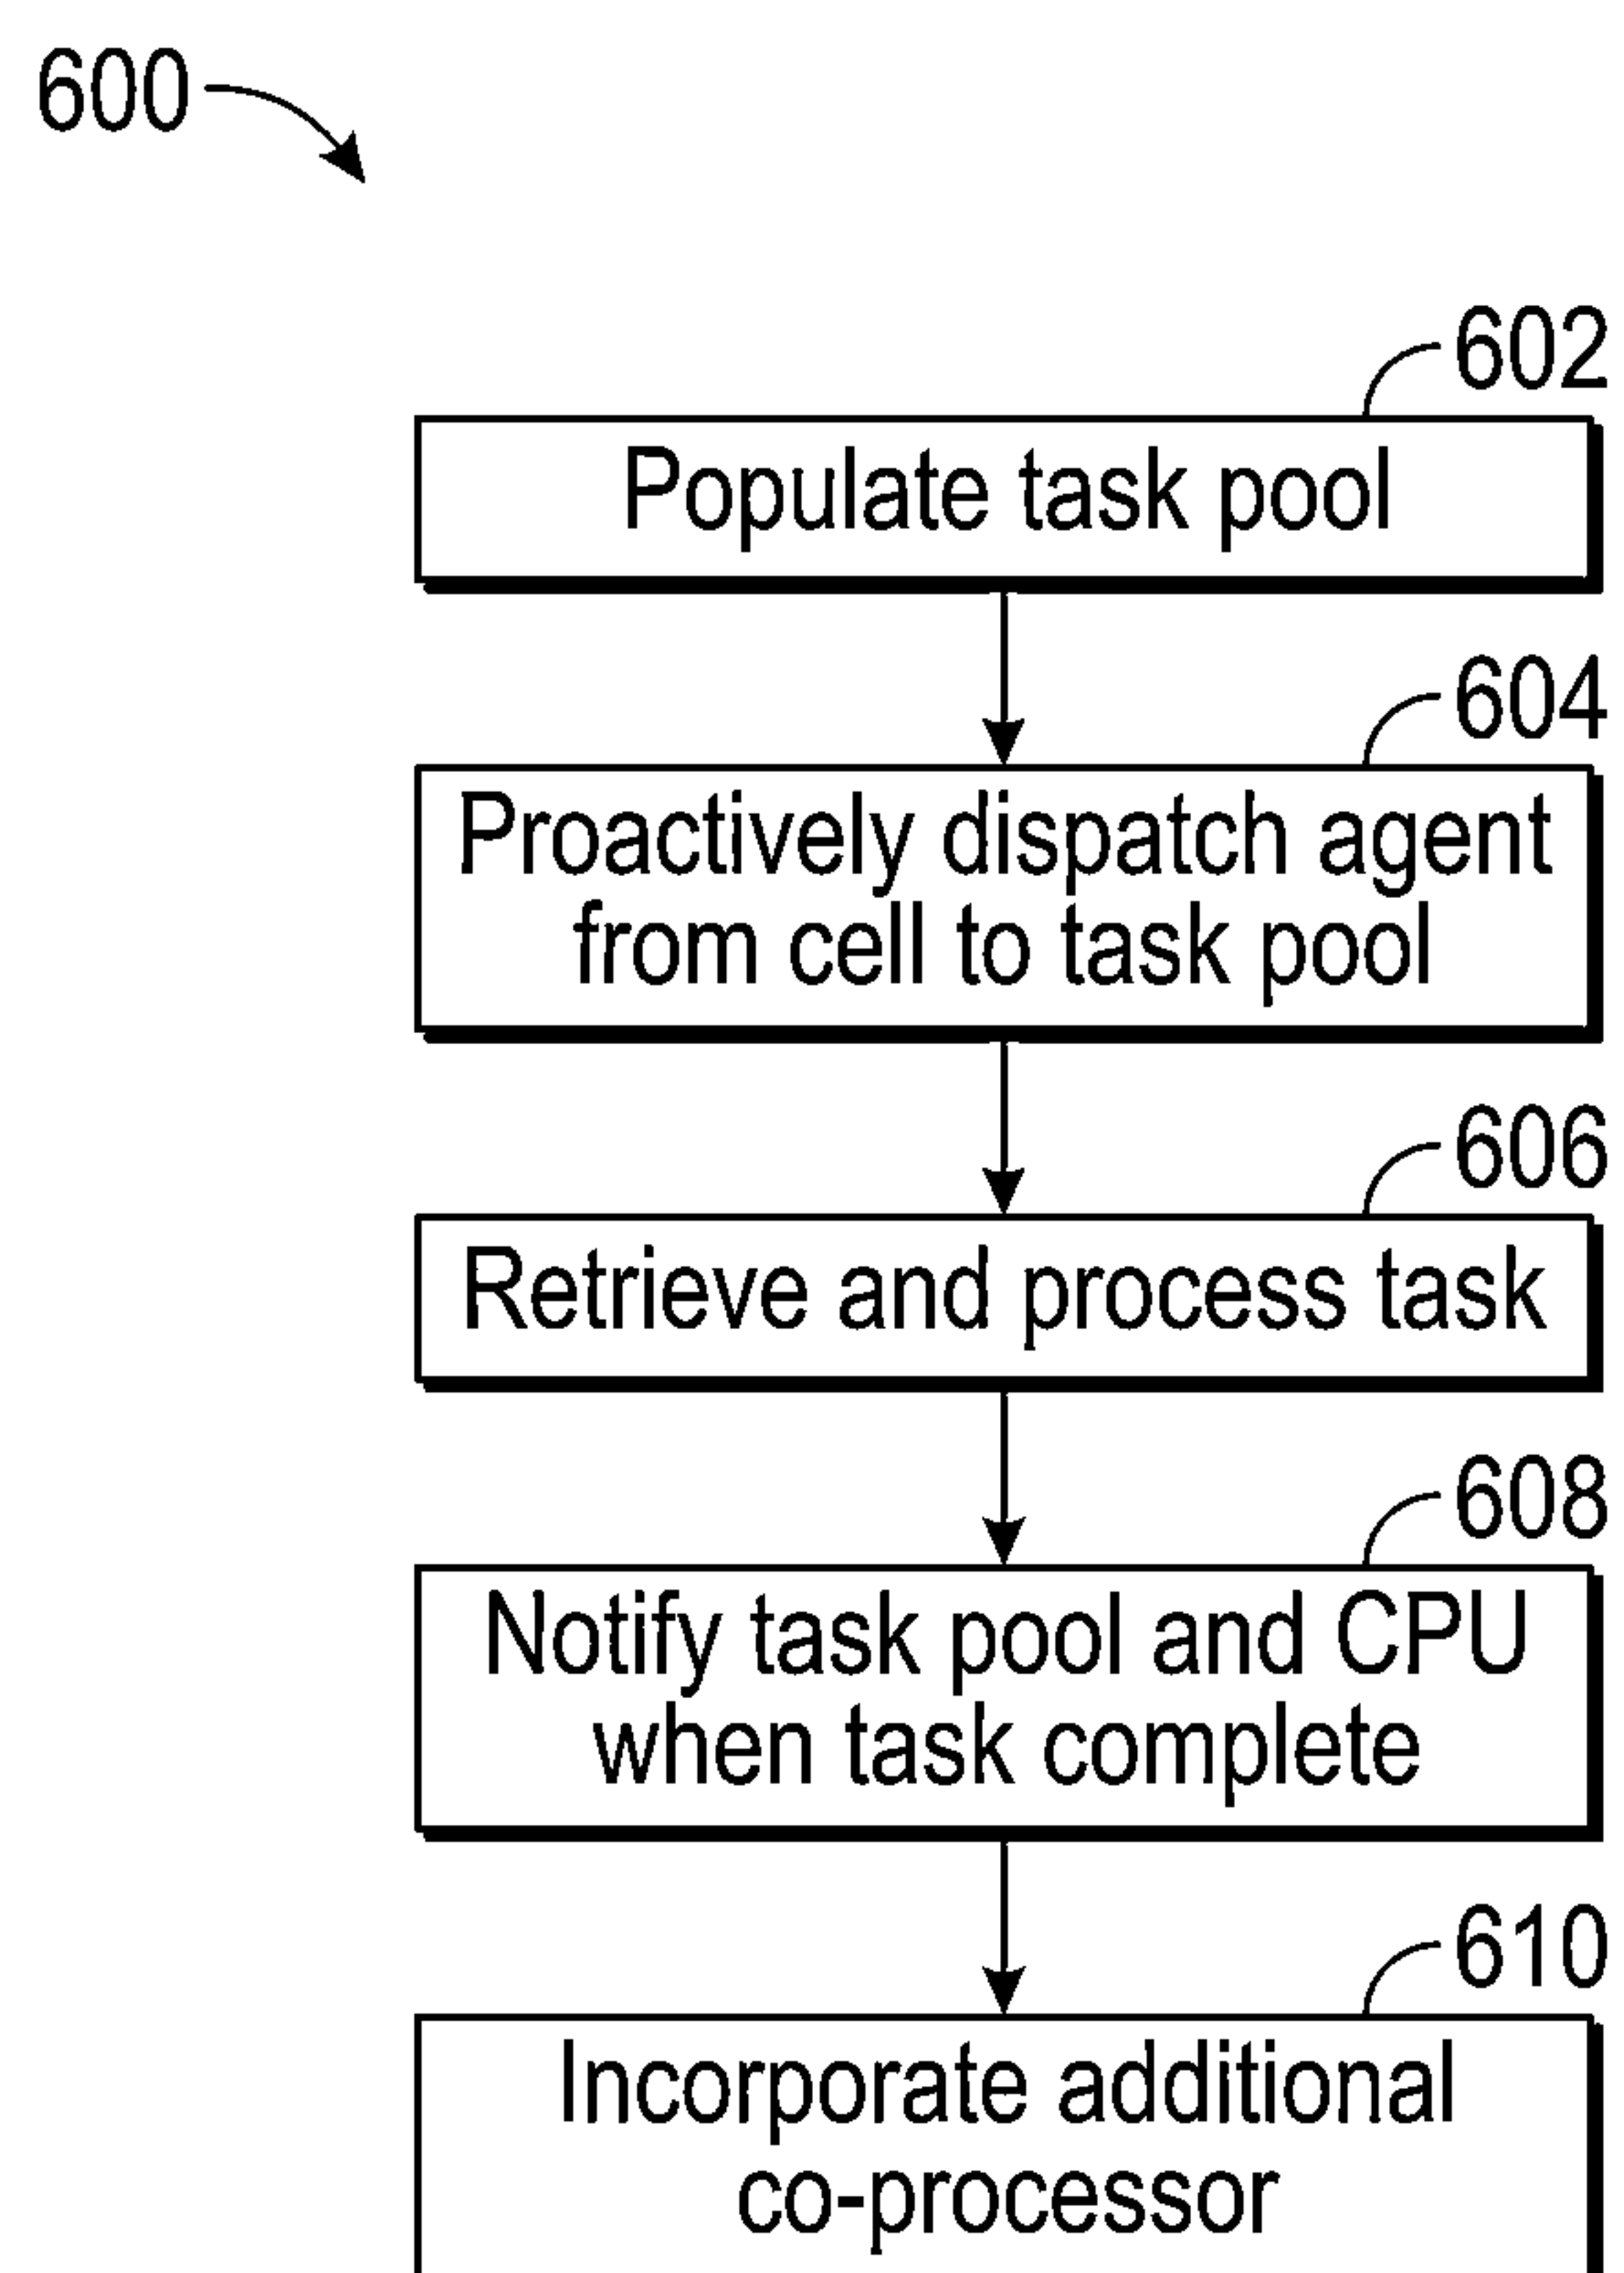 600
602
Populate task pool
604
Proactively dispatch agent
from cell to task pool
606
Retrieve and process task
608
Notify task pool and CPU
when task complete
610
Incorporate additional
co-processor